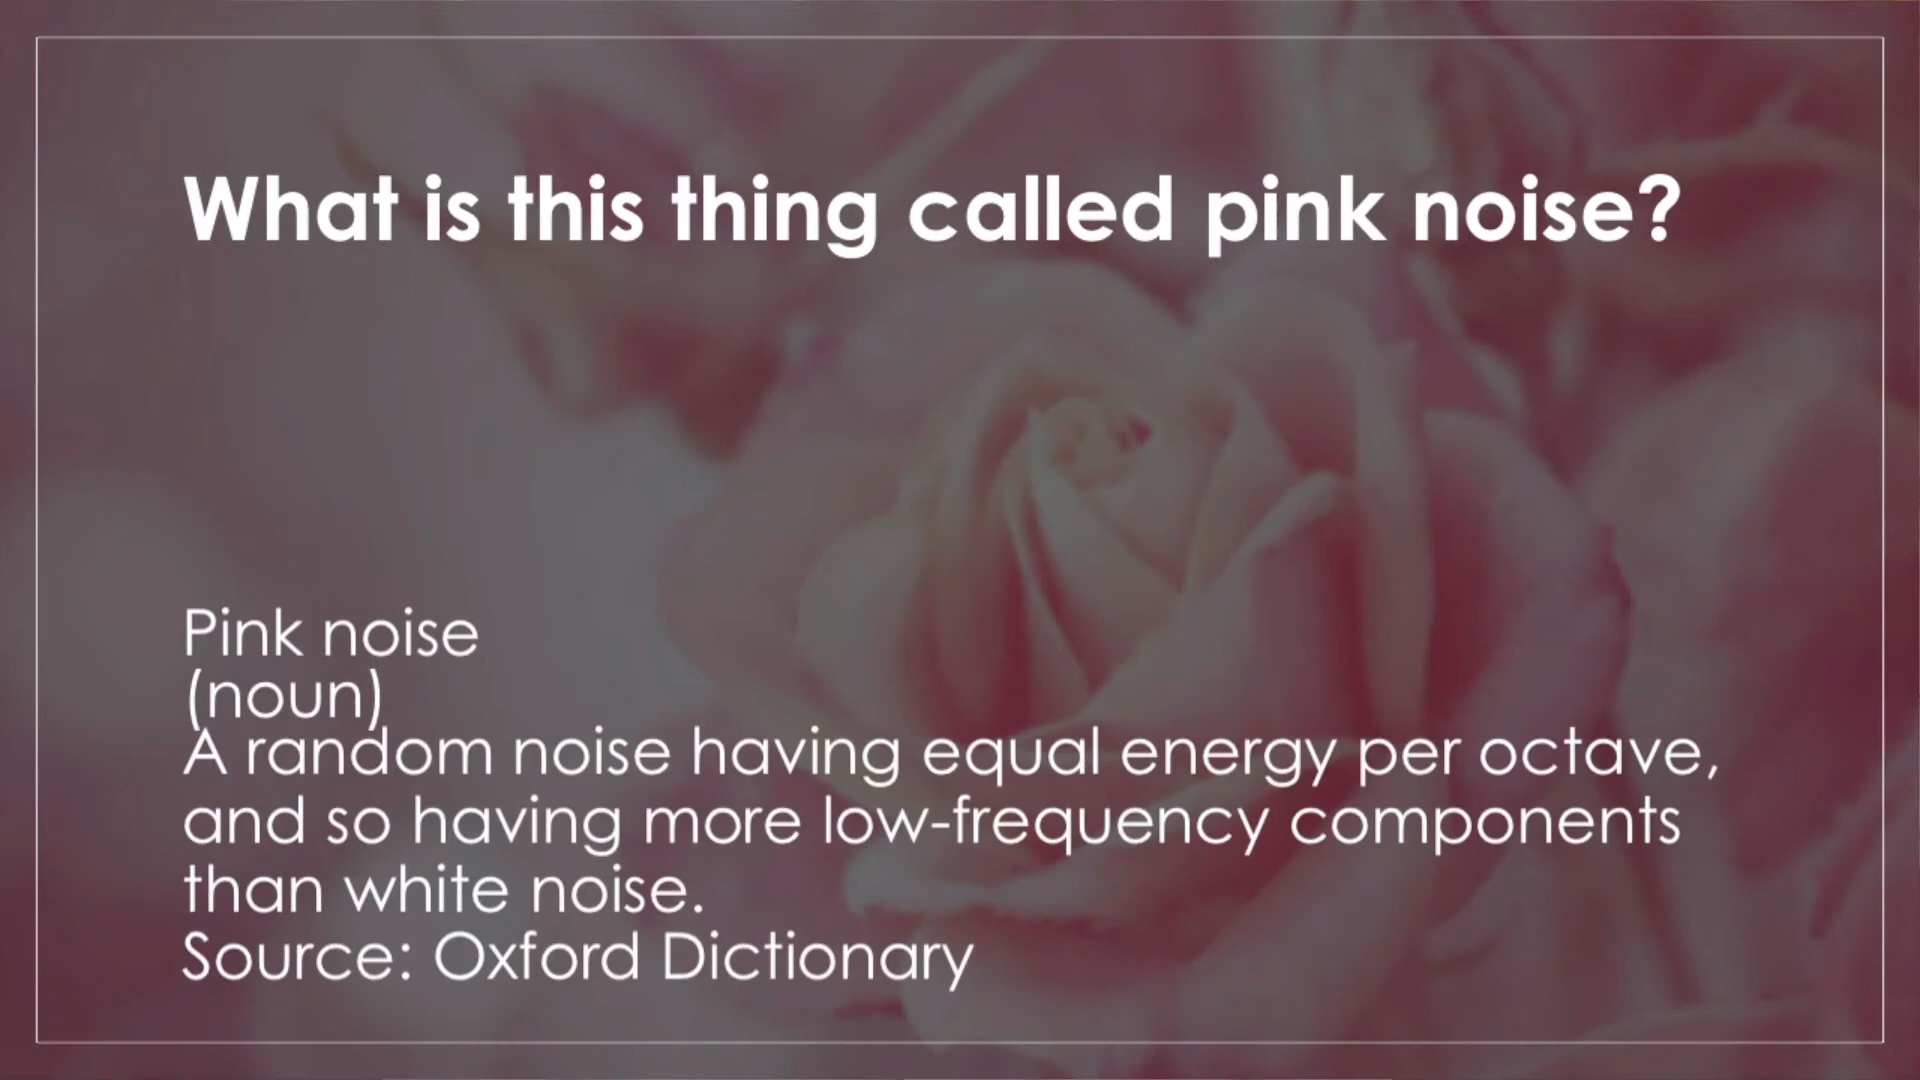 What is this thing called pink noise?
Pink noise
(noun)
A random noise having equal energy per octave,
and so having more low-frequency components
than white noise.
Source: Oxford Dictionary